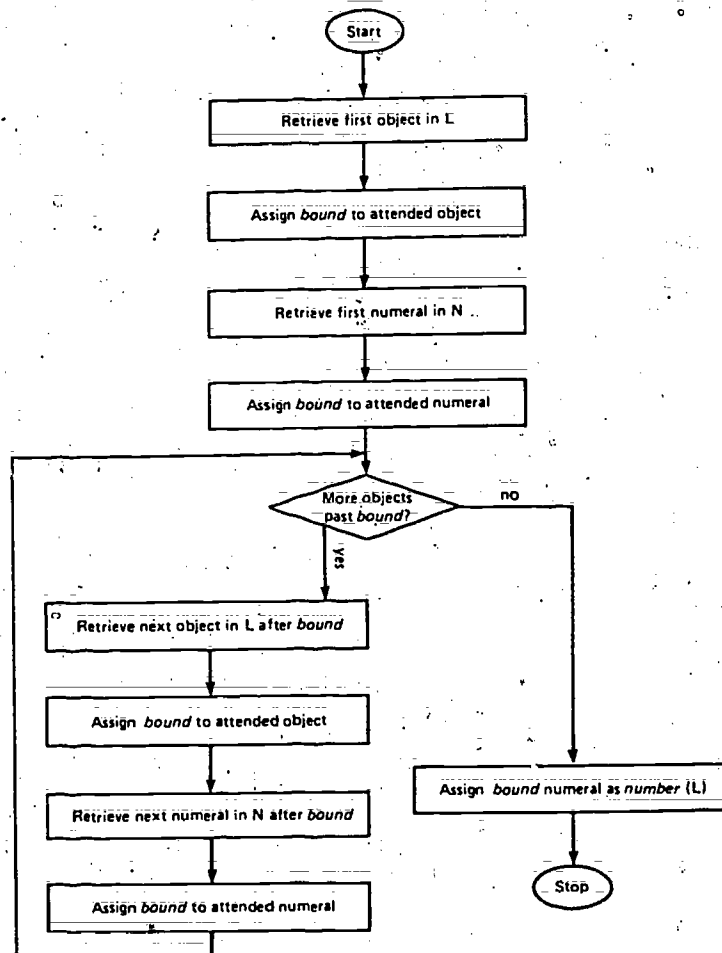 Start
Retrieve first object in L
Assign bound to attended object
Retrieve first numeral in N
Assign bound to attended numeral
More objects
past bound?
no
yes
Retrieve next object in L after bound
Assign bound to attended object
Retrieve next numeral in N after bound
Assign bound to attended numeral
Assign bound numeral as number (L)
Stop